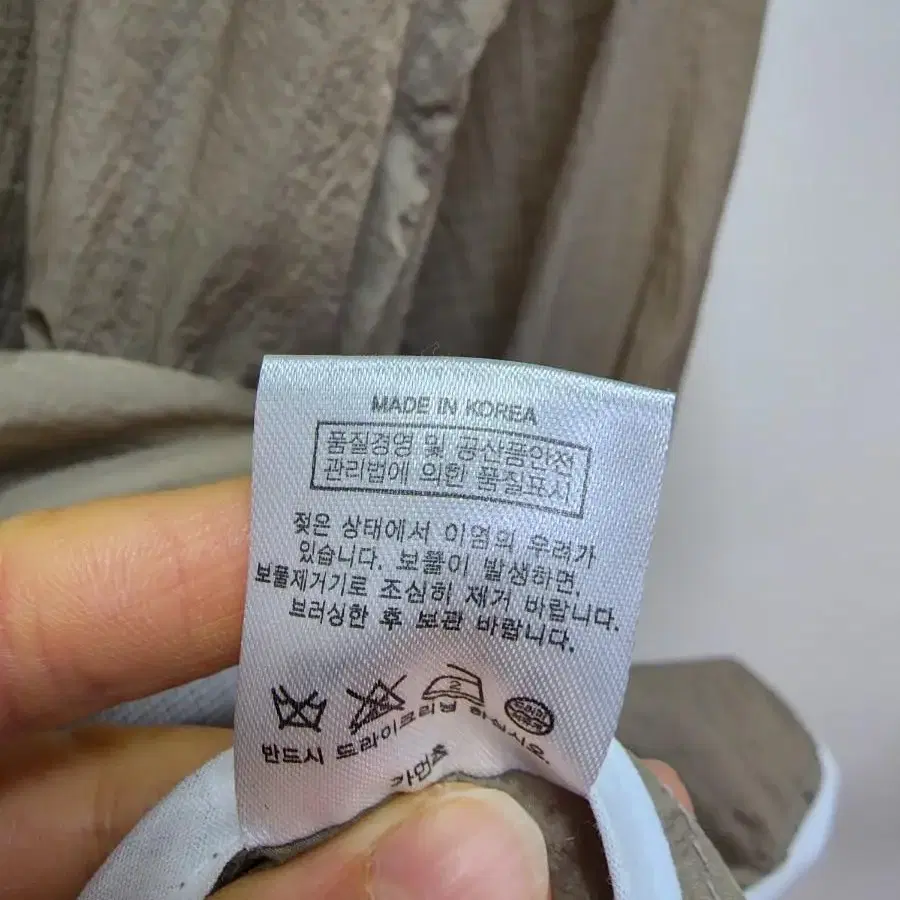 MADE IN KOREA
품질경영 및 공산품안전
관리법에 의한 품질표시
젖은 상태에서 이염의 우려가
있습니다. 보풀이 발생하면,
보풀제거기로 조심히 제거 바랍니다.
브러싱한 후 보관 바랍니다.
2
반드시 드라이크리닝 하십시오.